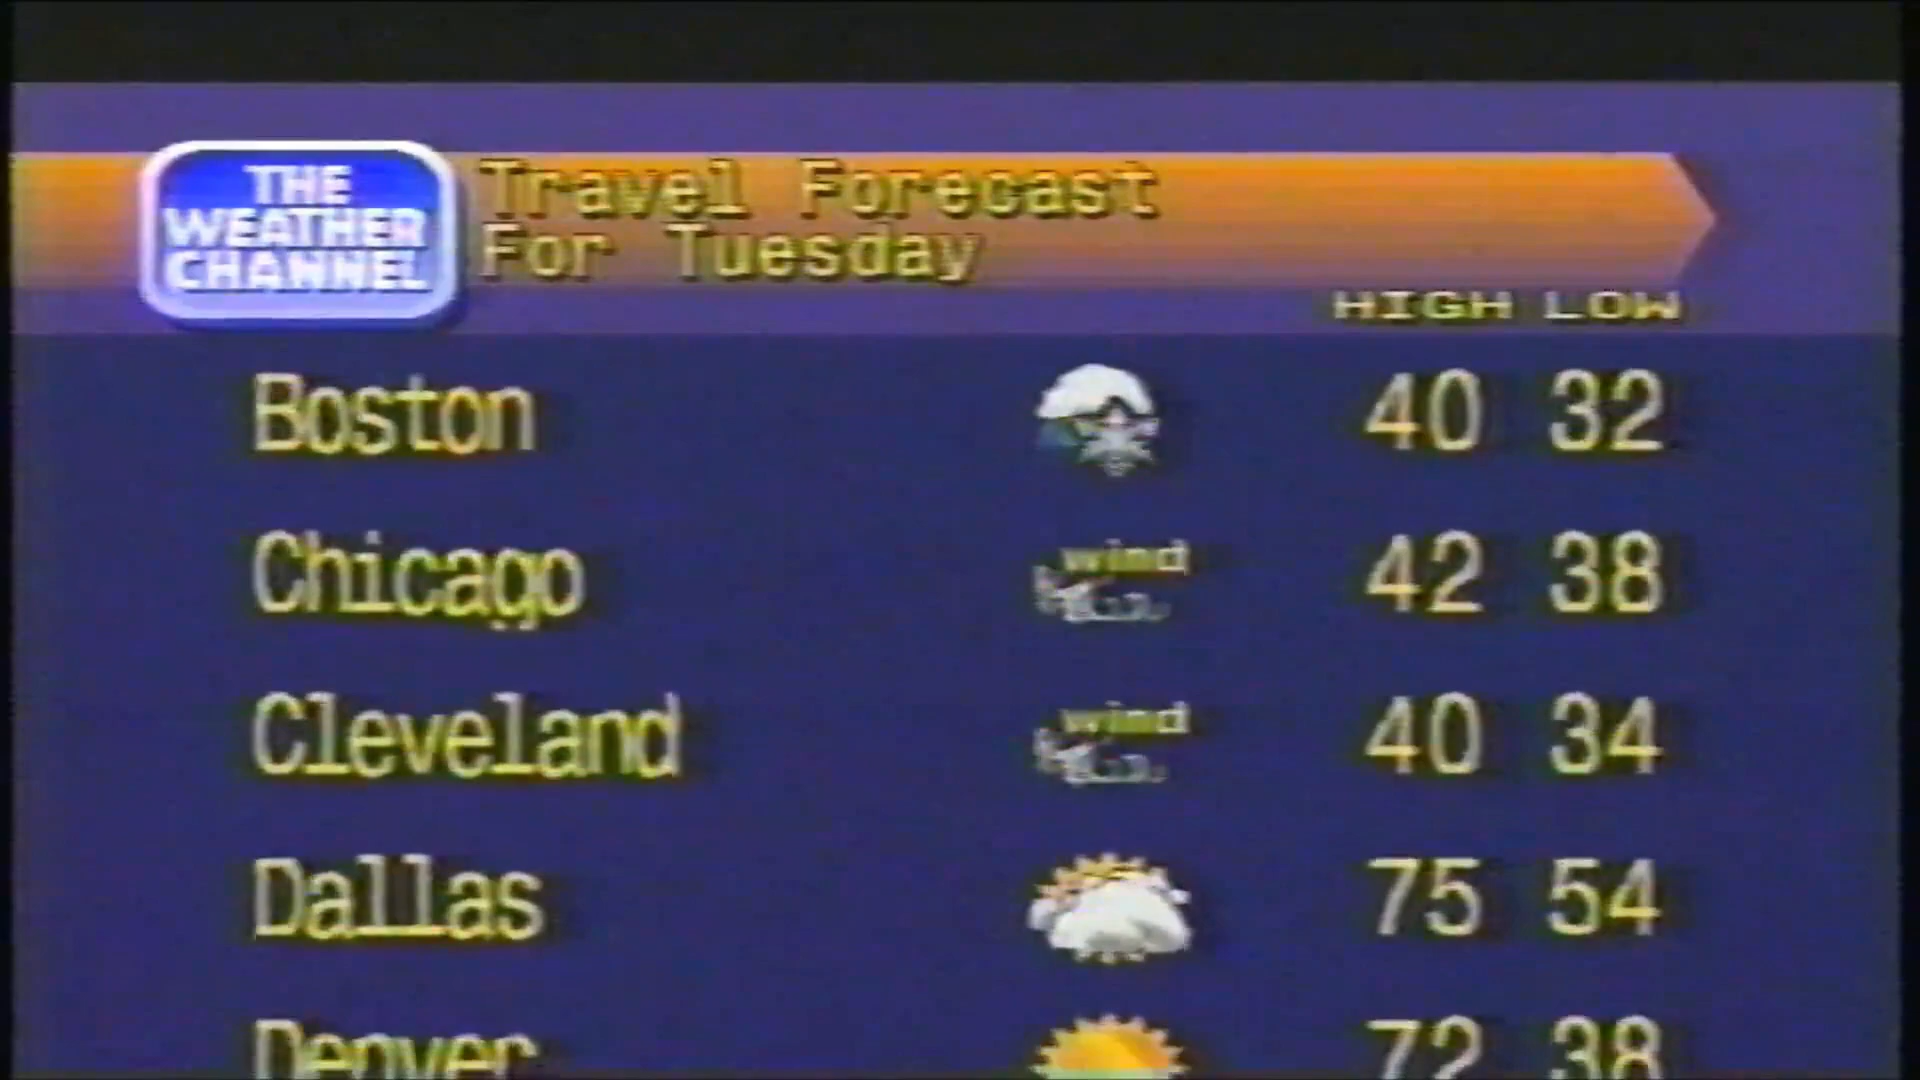 THE
WEATHER
CHANNEL
Travel Forecast
For Tuesday
HIGH LOW
Boston 40 32
Chicago wind 42 38
Cleveland wind 40 34
Dallas 75 54
Denver 72 38